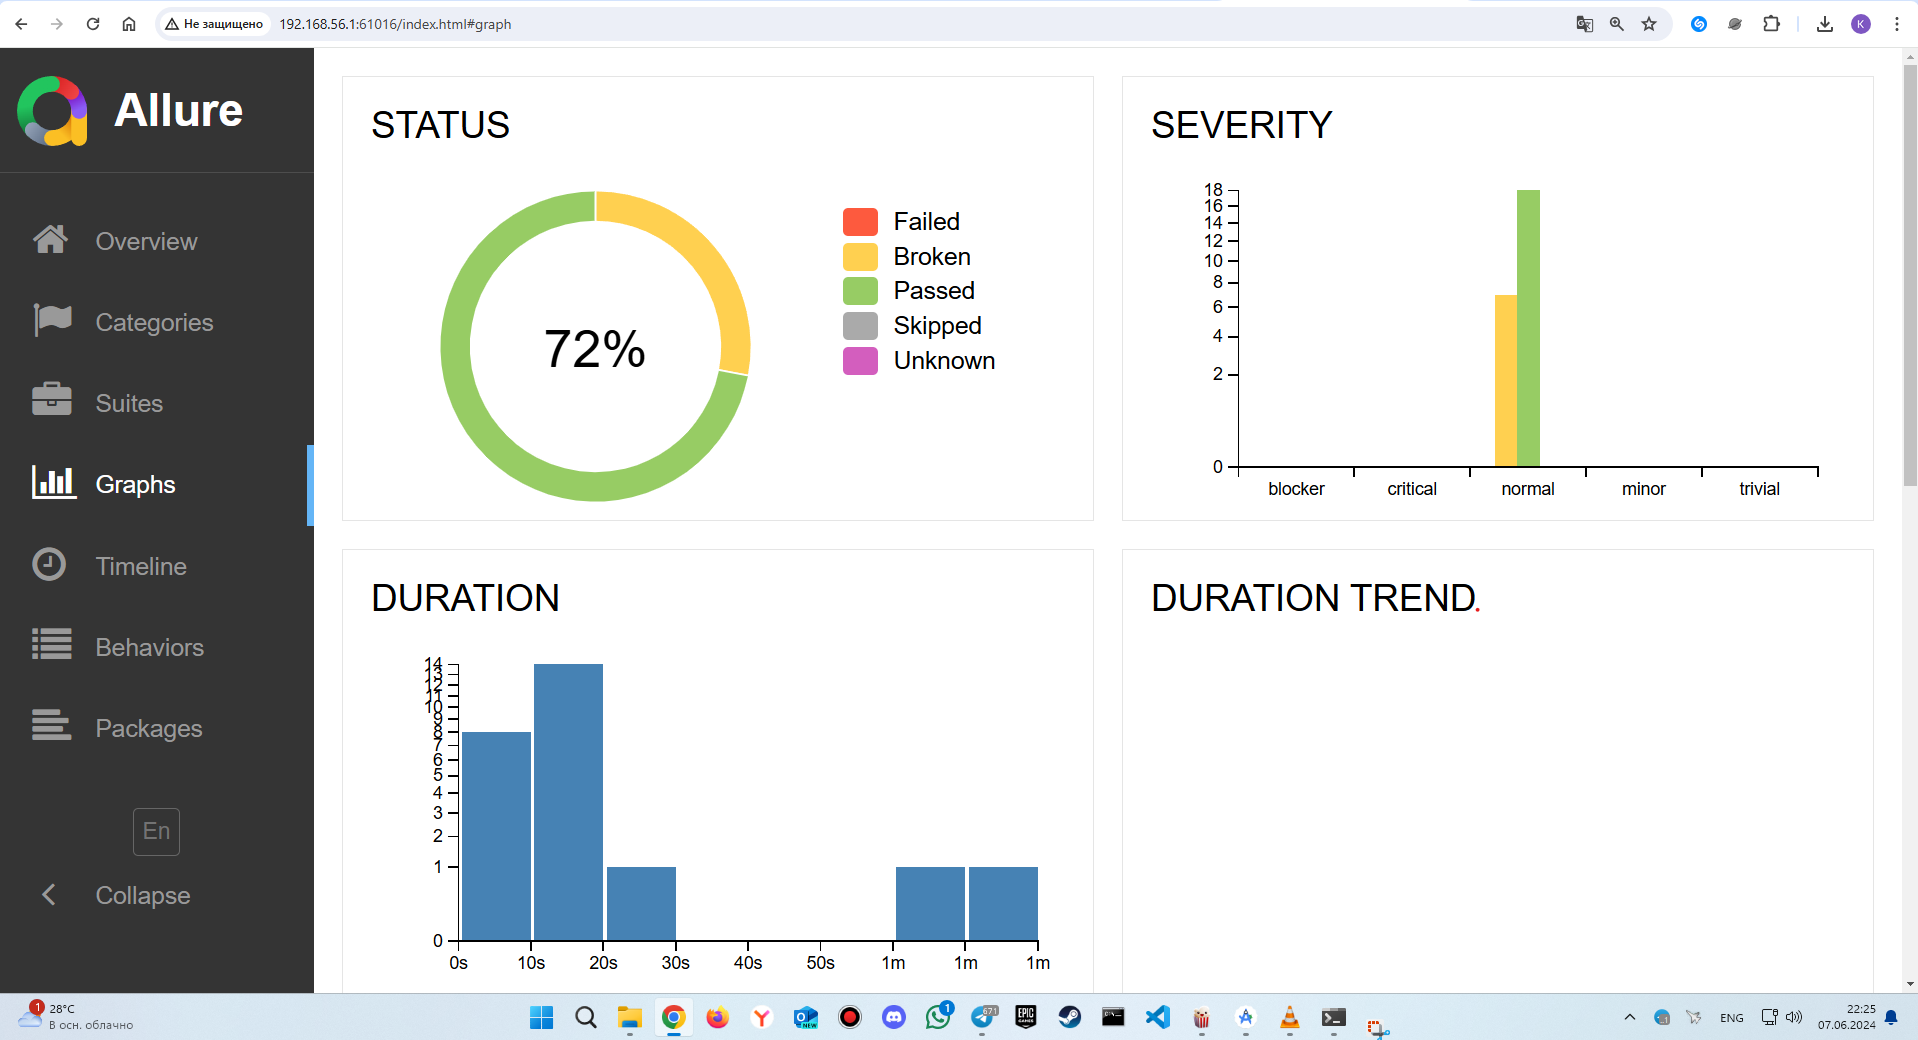 Не защищено
192.168.56.1:61016/index.html#graph
K
Allure
Overview
Categories
Suites
Graphs
Timeline
Behaviors
Packages
En
Collapse
STATUS
72%
Failed
Broken
Passed
Skipped
Unknown
SEVERITY
18
16
14
12
10
8
6
4
2
0
blocker critical normal minor trivial
DURATION
14
13
12
11
10
9
8
7
6
5
4
3
2
1
0
0s 10s 20s 30s 40s 50s 1m 1m 1m
DURATION TREND.
1
28°C
В осн. облачно
NEW
1
671
EPIC
GAMES
ENG
22:25
07.06.2024